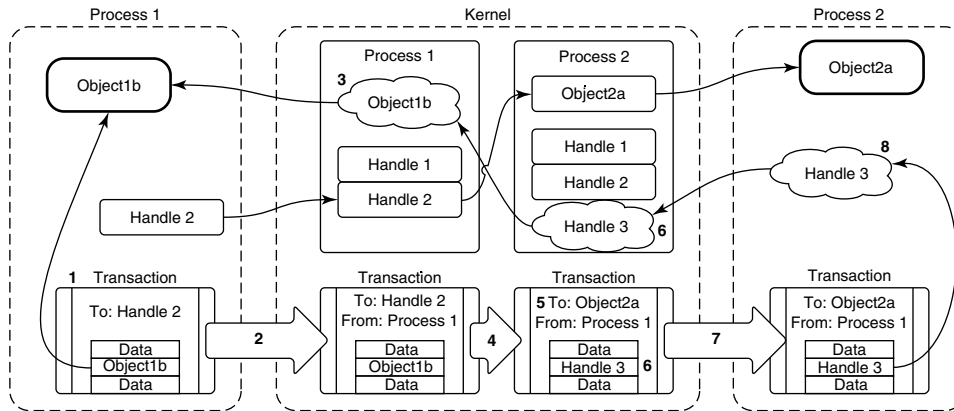 Process 1
Kernel
Process 2
Process 1
Process 2
3
Object1b
Object1b
Object2a
Object2a
Handle 1
Handle 2
Handle 1
Handle 2
Handle 3
6
8
Handle 3
Handle 2
Transaction
1
To: Handle 2
Data
Object1b
Data
2
Transaction
To: Handle 2
From: Process 1
Data
Object1b
Data
4
Transaction
5 To: Object2a
From: Process 1
Data
Handle 3
6
Data
7
Transaction
To: Object2a
From: Process 1
Data
Handle 3
Data